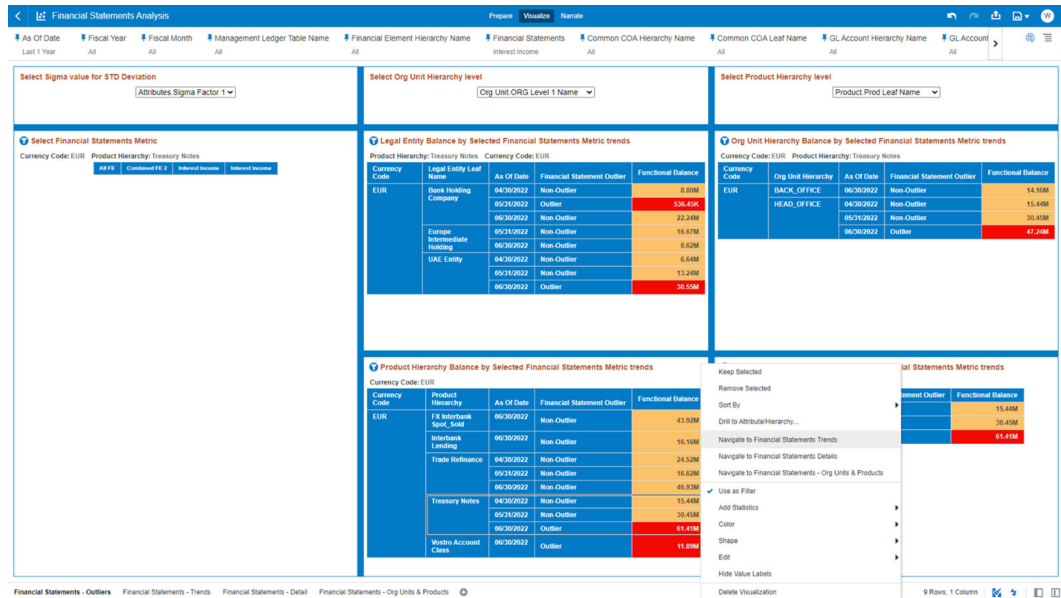 Financial Statements Analysis
Prepare Visualize Narrate
W
As Of Date Fiscal Year Fiscal Month Management Ledger Table Name Financial Element Hierarchy Name Financial Statements Common COA Hierarchy Name Common COA Leaf Name GL Account Hierarchy Name GL Account
Last 1 Year All All All All Interest Income All All All All
Select Sigma value for STD Deviation
Attributes.Sigma Factor 1
Select Org Unit Hierarchy level
Org Unit.ORG Level 1 Name
Select Product Hierarchy level
Product.Prod Leaf Name
Select Financial Statements Metric
Currency Code: EUR Product Hierarchy: Treasury Notes
All FE Combined FE 2 Interest Income Interest Income
Legal Entity Balance by Selected Financial Statements Metric trends
Product Hierarchy: Treasury Notes Currency Code: EUR
Currency Code Legal Entity Leaf Name As Of Date Financial Statement Outlier Functional Balance
EUR Bank Holding Company 04/30/2022 Non-Outlier 8.80M
05/31/2022 Outlier 536.45K
06/30/2022 Non-Outlier 22.24M
Europe Intermediate Holding 05/31/2022 Non-Outlier 16.67M
06/30/2022 Non-Outlier 8.62M
UAE Entity 04/30/2022 Non-Outlier 6.64M
05/31/2022 Non-Outlier 13.24M
06/30/2022 Outlier 30.55M
Org Unit Hierarchy Balance by Selected Financial Statements Metric trends
Currency Code: EUR Product Hierarchy: Treasury Notes
Currency Code Org Unit Hierarchy As Of Date Financial Statement Outlier Functional Balance
EUR BACK_OFFICE 06/30/2022 Non-Outlier 14.16M
HEAD_OFFICE 04/30/2022 Non-Outlier 15.44M
05/31/2022 Non-Outlier 30.45M
06/30/2022 Outlier 47.24M
Product Hierarchy Balance by Selected Financial Statements Metric trends
Currency Code: EUR
Currency Code Product Hierarchy As Of Date Financial Statement Outlier Functional Balance
EUR FX Interbank Spot_Sold 06/30/2022 Non-Outlier 43.92M
Interbank Lending 06/30/2022 Non-Outlier 16.16M
Trade Refinance 04/30/2022 Non-Outlier 24.52M
05/31/2022 Non-Outlier 16.62M
06/30/2022 Non-Outlier 46.93M
Treasury Notes 04/30/2022 Non-Outlier 15.44M
05/31/2022 Non-Outlier 30.45M
06/30/2022 Outlier 61.41M
Vostro Account Class 06/30/2022 Outlier 11.89M
Keep Selected
Remove Selected
Sort By
Drill to Attribute/Hierarchy...
Navigate to Financial Statements Trends
Navigate to Financial Statements Details
Navigate to Financial Statements - Org Units & Products
Use as Filter
Add Statistics
Color
Shape
Edit
Hide Value Labels
Delete Visualization
ial Statements Metric trends
ement Outlier Functional Balance
15.44M
30.45M
61.41M
Financial Statements - Outliers Financial Statements - Trends Financial Statements - Detail Financial Statements - Org Units & Products
9 Rows, 1 Column